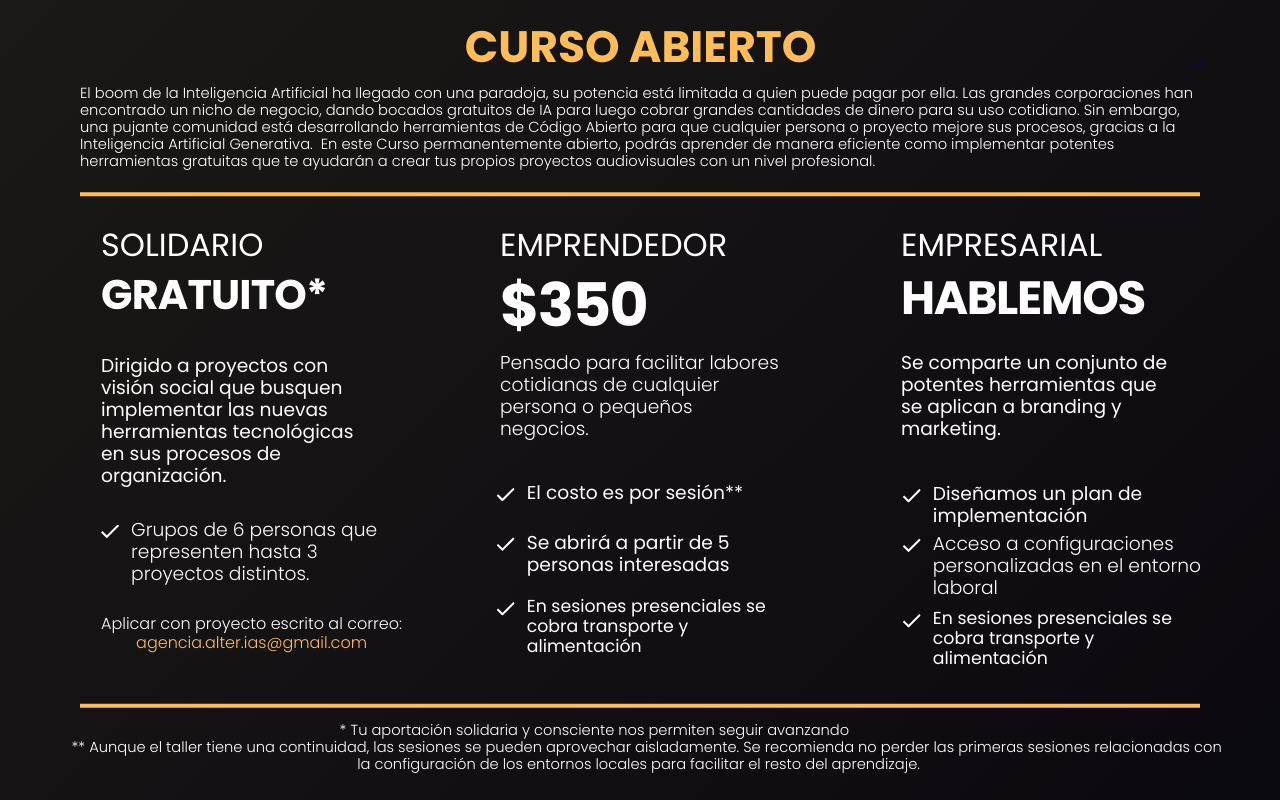 CURSO ABIERTO
El boom de la Inteligencia Artificial ha llegado con una paradoja, su potencia está limitada a quien puede pagar por ella. Las grandes corporaciones han
encontrado un nicho de negocio, dando bocados gratuitos de IA para luego cobrar grandes cantidades de dinero para su uso cotidiano. Sin embargo,
una pujante comunidad está desarrollando herramientas de Código Abierto para que cualquier persona o proyecto mejore sus procesos, gracias a la
Inteligencia Artificial Generativa.  En este Curso permanentemente abierto, podrás aprender de manera eficiente como implementar potentes
herramientas gratuitas que te ayudarán a crear tus propios proyectos audiovisuales con un nivel profesional.
SOLIDARIO
GRATUITO*
Dirigido a proyectos con
visión social que busquen
implementar las nuevas
herramientas tecnológicas
en sus procesos de
organización.
Grupos de 6 personas que
representen hasta 3
proyectos distintos.
Aplicar con proyecto escrito al correo:
agencia.alter.ias@gmail.com
EMPRENDEDOR
$350
Pensado para facilitar labores
cotidianas de cualquier
persona o pequeños
negocios.
El costo es por sesión**
Se abrirá a partir de 5
personas interesadas
En sesiones presenciales se
cobra transporte y
alimentación
EMPRESARIAL
HABLEMOS
Se comparte un conjunto de
potentes herramientas que
se aplican a branding y
marketing.
Diseñamos un plan de
implementación
Acceso a configuraciones
personalizadas en el entorno
laboral
En sesiones presenciales se
cobra transporte y
alimentación
* Tu aportación solidaria y consciente nos permiten seguir avanzando
** Aunque el taller tiene una continuidad, las sesiones se pueden aprovechar aisladamente. Se recomienda no perder las primeras sesiones relacionadas con
la configuración de los entornos locales para facilitar el resto del aprendizaje.